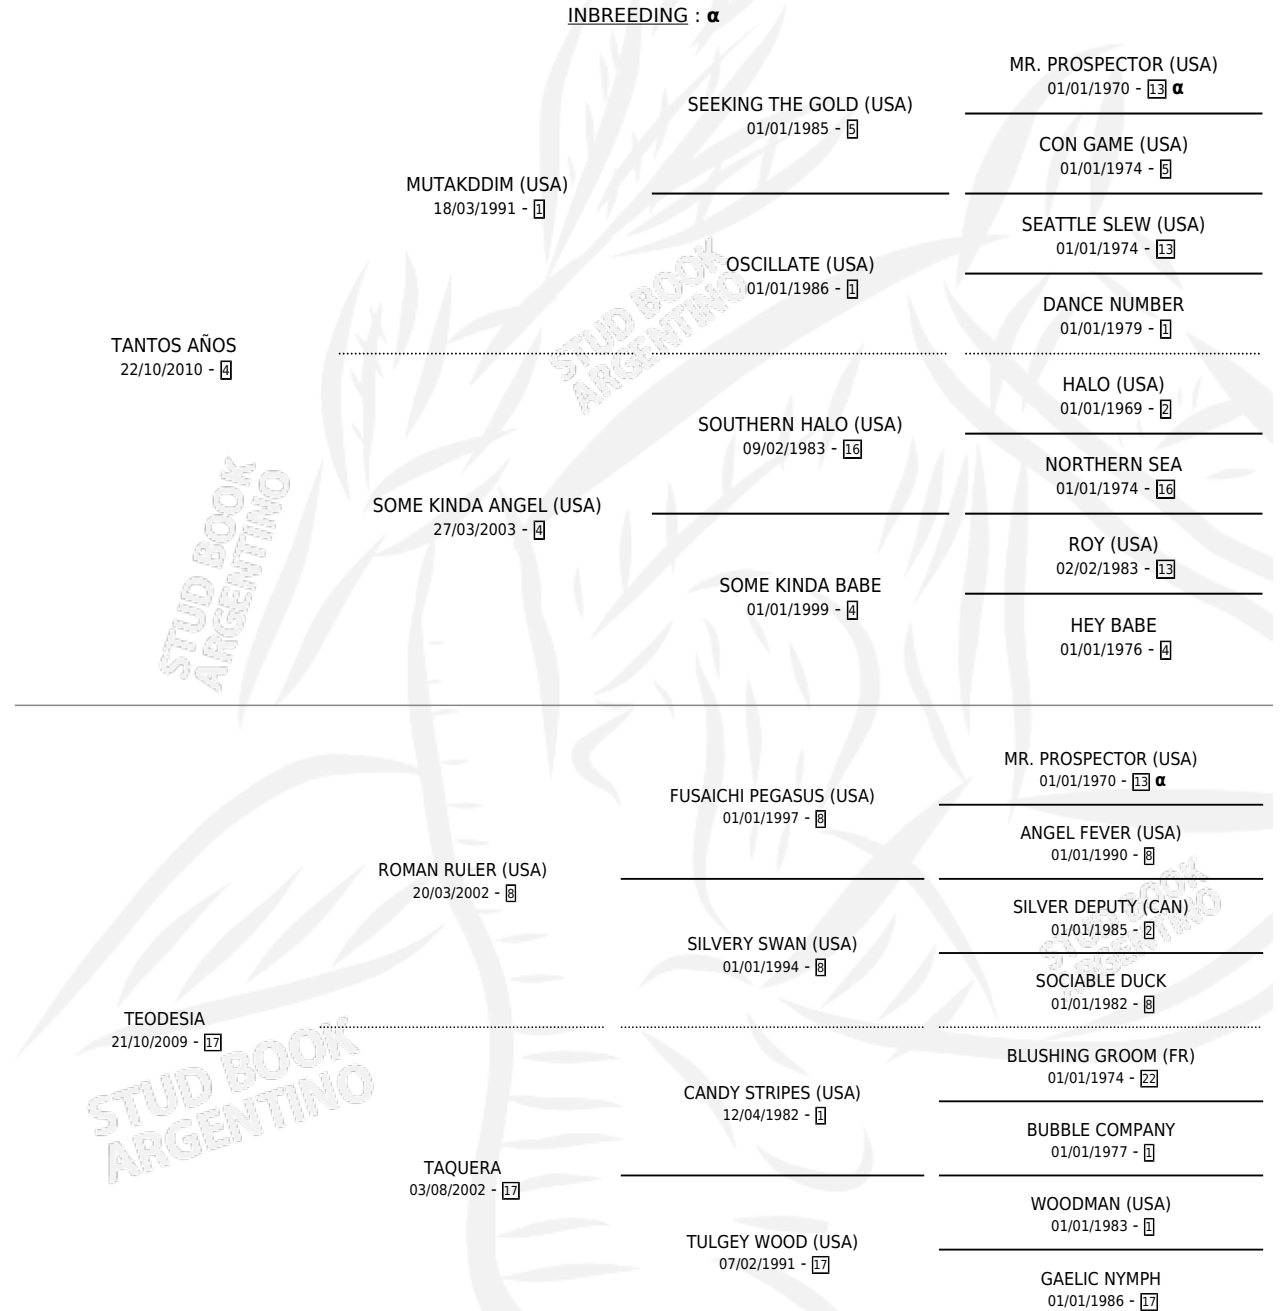 INBREEDING : α
MR. PROSPECTOR (USA)
01/01/1970 - 13 α
SEEKING THE GOLD (USA)
01/01/1985 - 5
CON GAME (USA)
01/01/1974 - 5
MUTAKDDIM (USA)
18/03/1991 - 1
SEATTLE SLEW (USA)
01/01/1974 - 13
OSCILLATE (USA)
01/01/1986 - 1
DANCE NUMBER
01/01/1979 - 1
TANTOS AÑOS
22/10/2010 - 4
HALO (USA)
01/01/1969 - 2
SOUTHERN HALO (USA)
09/02/1983 - 16
NORTHERN SEA
01/01/1974 - 16
SOME KINDA ANGEL (USA)
27/03/2003 - 4
ROY (USA)
02/02/1983 - 13
SOME KINDA BABE
01/01/1999 - 4
HEY BABE
01/01/1976 - 4
STUD BOOK
ARGENTINO
STUD BOOK
ARGENTINO
MR. PROSPECTOR (USA)
01/01/1970 - 13 α
FUSAICHI PEGASUS (USA)
01/01/1997 - 8
ANGEL FEVER (USA)
01/01/1990 - 8
ROMAN RULER (USA)
20/03/2002 - 8
SILVER DEPUTY (CAN)
01/01/1985 - 2
SILVERY SWAN (USA)
01/01/1994 - 8
SOCIABLE DUCK
01/01/1982 - 8
TEODESIA
21/10/2009 - 17
BLUSHING GROOM (FR)
01/01/1974 - 22
CANDY STRIPES (USA)
12/04/1982 - 1
BUBBLE COMPANY
01/01/1977 - 1
TAQUERA
03/08/2002 - 17
WOODMAN (USA)
01/01/1983 - 1
TULGEY WOOD (USA)
07/02/1991 - 17
GAELIC NYMPH
01/01/1986 - 17
STUD BOOK
ARGENTINO
STUD BOOK
ARGENTINO